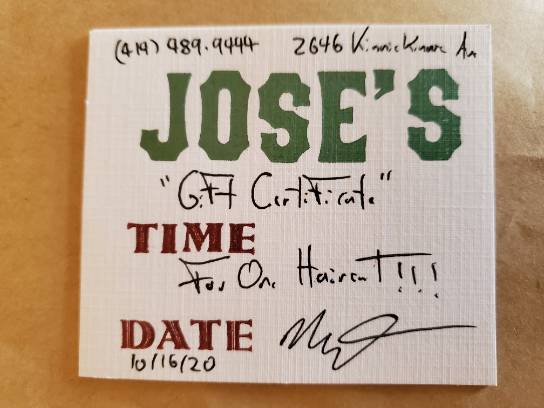 (414) 489.9444 2646 Kinnickinnic Av
JOSE'S
"Gift Certificate"
TIME
For One Haircut!!!
DATE
10/16/20